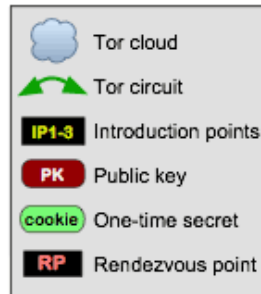 Tor cloud
Tor circuit
IP1-3 Introduction points
PK Public key
cookie One-time secret
RP Rendezvous point